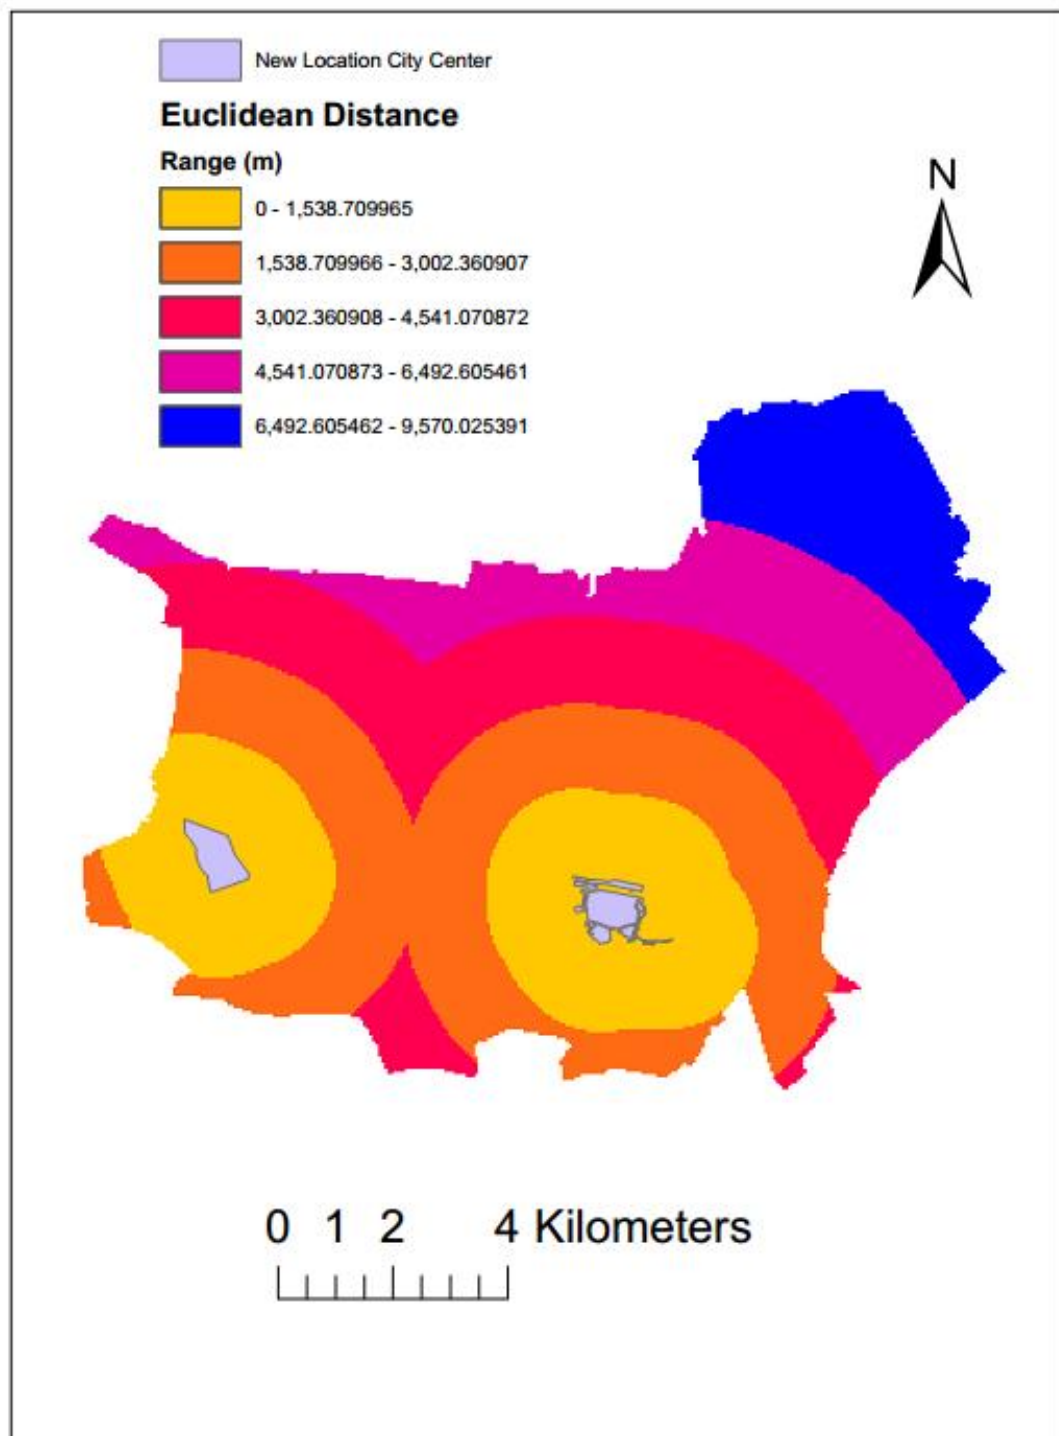 New Location City Center
Euclidean Distance
Range (m)
0 - 1,538.709965
1,538.709966 - 3,002.360907
3,002.360908 - 4,541.070872
4,541.070873 - 6,492.605461
6,492.605462 - 9,570.025391
N
0 1 2 4 Kilometers